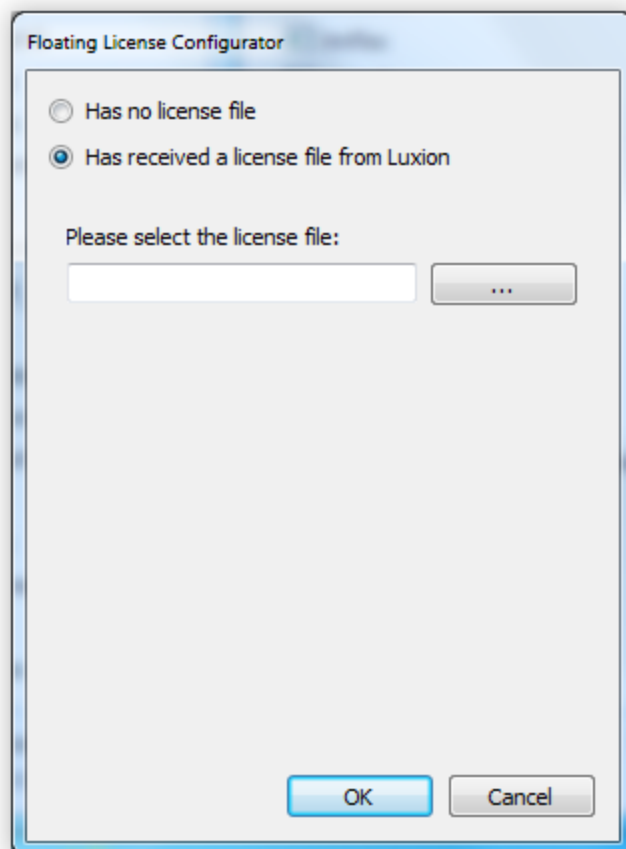 Floating License Configurator
Has no license file
Has received a license file from Luxion
Please select the license file:
...
OK Cancel